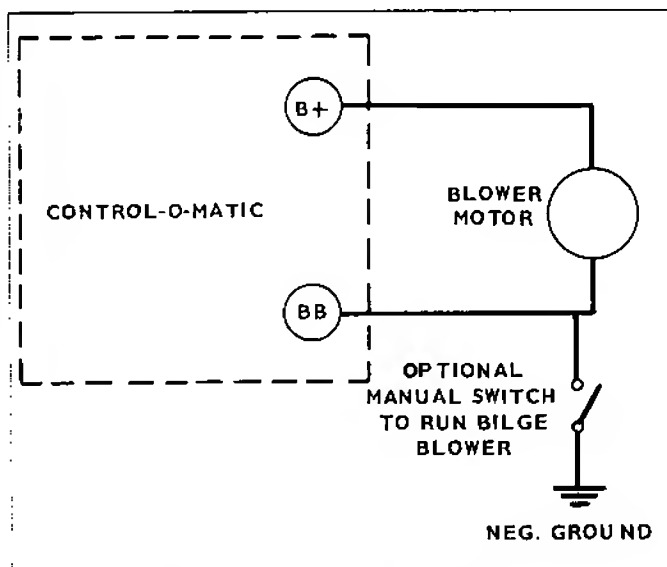 B+
CONTROL-O-MATIC
BLOWER
MOTOR
BB
OPTIONAL
MANUAL SWITCH
TO RUN BILGE
BLOWER
NEG. GROUND